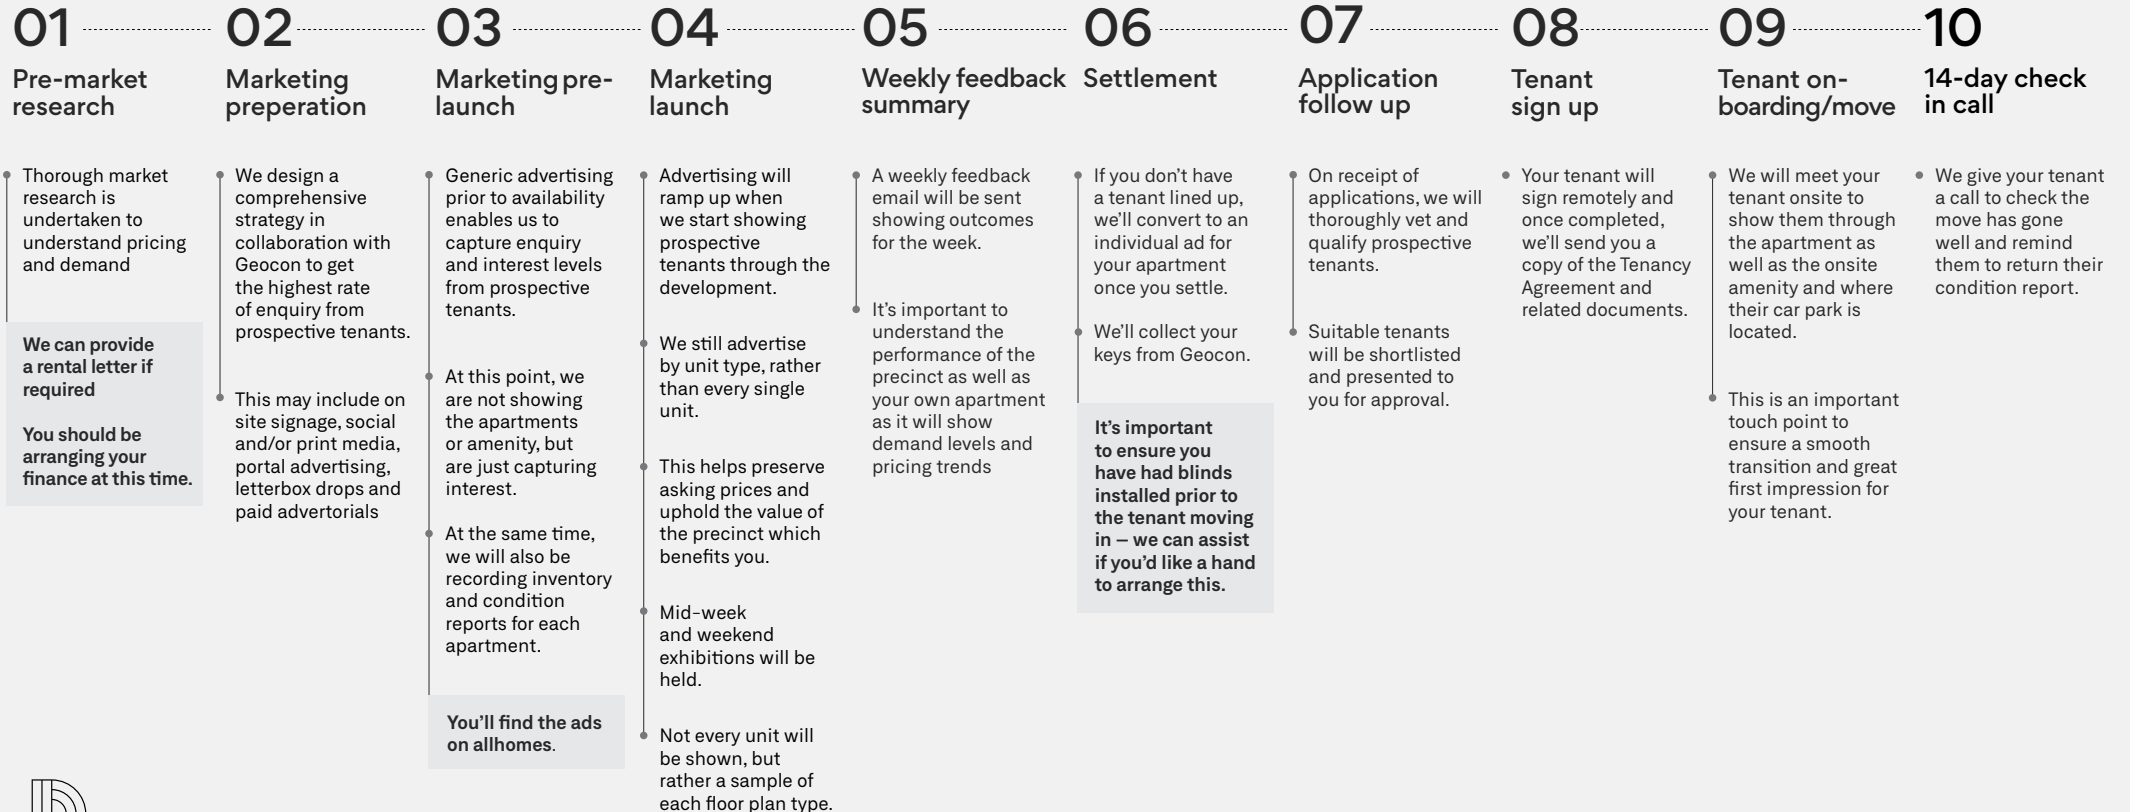 01
Pre-market
research
Thorough market
research is
undertaken to
understand pricing
and demand
We can provide
a rental letter if
required
You should be
arranging your
finance at this time.
02
Marketing
preperation
We design a
comprehensive
strategy in
collaboration with
Geocon to get
the highest rate
of enquiry from
prospective tenants.
This may include on
site signage, social
and/or print media,
portal advertising,
letterbox drops and
paid advertorials
03
Marketing pre-
launch
Generic advertising
prior to availability
enables us to
capture enquiry
and interest levels
from prospective
tenants.
At this point, we
are not showing
the apartments
or amenity, but
are just capturing
interest.
At the same time,
we will also be
recording inventory
and condition
reports for each
apartment.
You’ll find the ads
on allhomes.
04
Marketing
launch
Advertising will
ramp up when
we start showing
prospective
tenants through the
development.
We still advertise
by unit type, rather
than every single
unit.
This helps preserve
asking prices and
uphold the value of
the precinct which
benefits you.
Mid-week
and weekend
exhibitions will be
held.
Not every unit will
be shown, but
rather a sample of
each floor plan type.
05
Weekly feedback
summary
A weekly feedback
email will be sent
showing outcomes
for the week.
It’s important to
understand the
performance of the
precinct as well as
your own apartment
as it will show
demand levels and
pricing trends
06
Settlement
If you don’t have
a tenant lined up,
we’ll convert to an
individual ad for
your apartment
once you settle.
We’ll collect your
keys from Geocon.
It’s important
to ensure you
have had blinds
installed prior to
the tenant moving
in – we can assist
if you’d like a hand
to arrange this.
07
Application
follow up
On receipt of
applications, we will
thoroughly vet and
qualify prospective
tenants.
Suitable tenants
will be shortlisted
and presented to
you for approval.
08
Tenant
sign up
Your tenant will
sign remotely and
once completed,
we’ll send you a
copy of the Tenancy
Agreement and
related documents.
09
Tenant on-
boarding/move
We will meet your
tenant onsite to
show them through
the apartment as
well as the onsite
amenity and where
their car park is
located.
This is an important
touch point to
ensure a smooth
transition and great
first impression for
your tenant.
10
14-day check
in call
We give your tenant
a call to check the
move has gone
well and remind
them to return their
condition report.